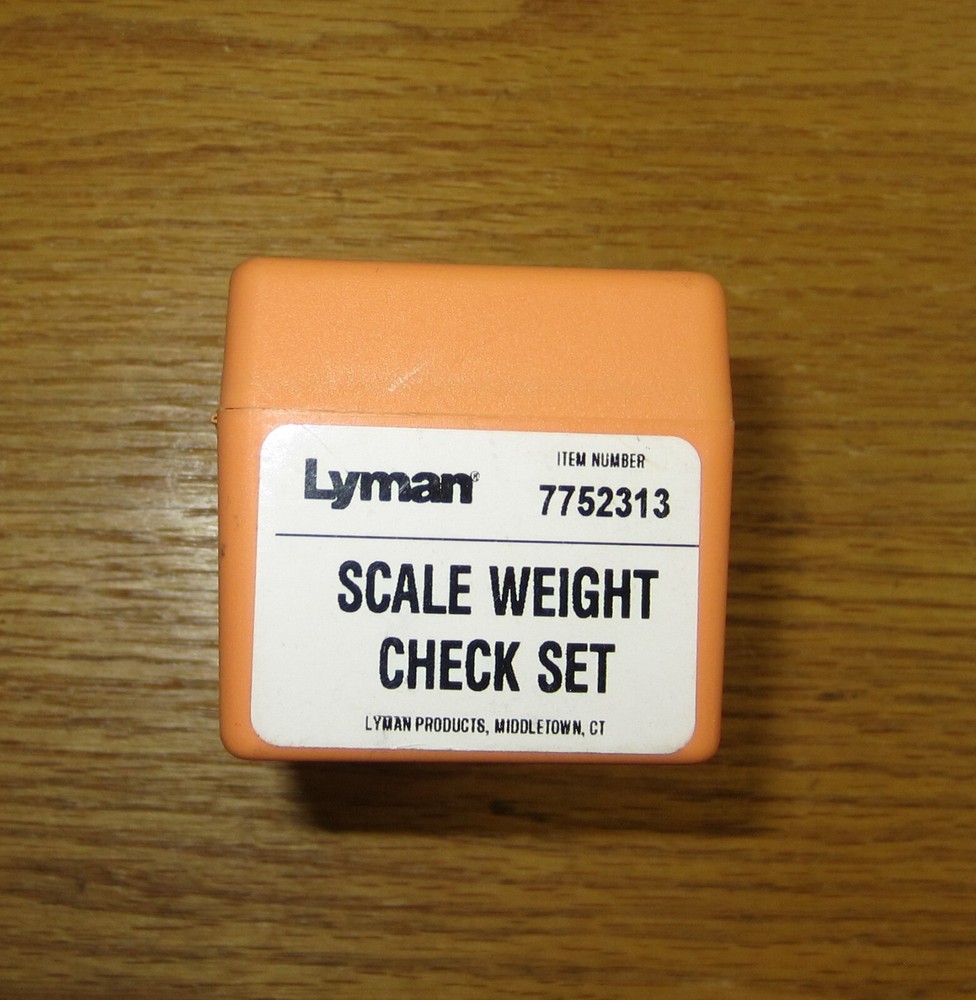 Lyman®
ITEM NUMBER
7752313
SCALE WEIGHT
CHECK SET
LYMAN PRODUCTS, MIDDLETOWN, CT